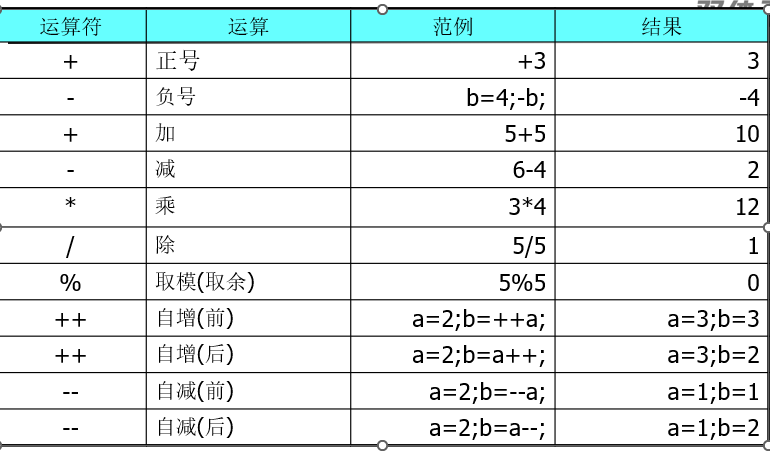 运算符 运算 范例 结果
+ 正号 +3 3
- 负号 b=4;-b; -4
+ 加 5+5 10
- 减 6-4 2
* 乘 3*4 12
/ 除 5/5 1
% 取模(取余) 5%5 0
++ 自增(前) a=2;b=++a; a=3;b=3
++ 自增(后) a=2;b=a++; a=3;b=2
-- 自减(前) a=2;b=--a; a=1;b=1
-- 自减(后) a=2;b=a--; a=1;b=2